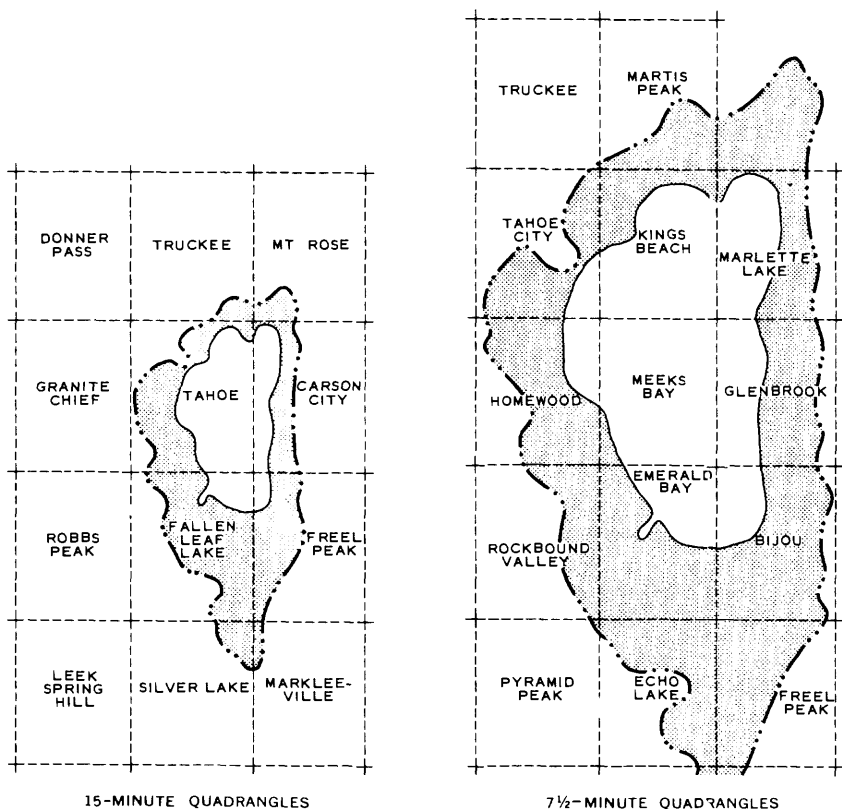 DONNER
PASS
TRUCKEE
MT ROSE
GRANITE
CHIEF
TAHOE
CARSON
CITY
ROBBS
PEAK
FALLEN
LEAF
LAKE
FREEL
PEAK
LEEK
SPRING
HILL
SILVER LAKE
MARKLEE-
VILLE
15-MINUTE QUADRANGLES
TRUCKEE
MARTIS
PEAK
TAHOE
CITY
KINGS
BEACH
MARLETTE
LAKE
HOMEWOOD
MEEKS
BAY
GLENBROOK
ROCKBOUND
VALLEY
EMERALD
BAY
BIJOU
PYRAMID
PEAK
ECHO
LAKE
FREEL
PEAK
7½-MINUTE QUADRANGLES